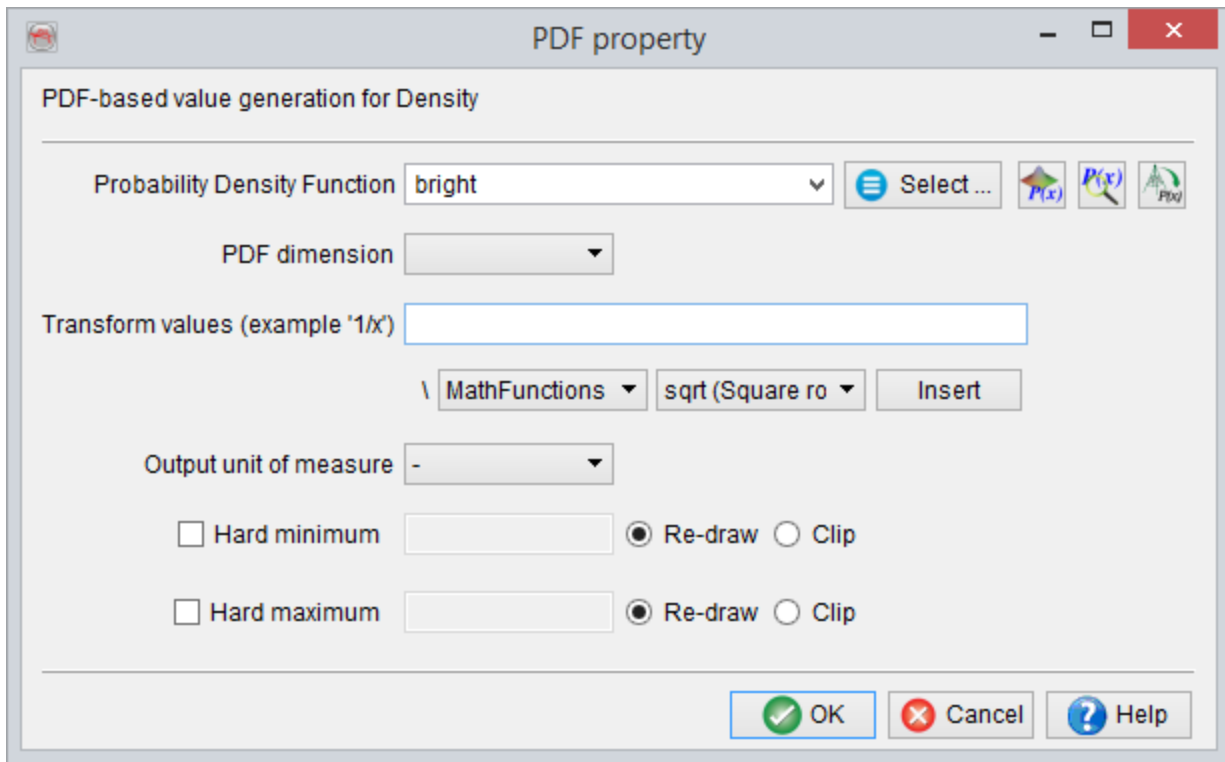 PDF property
PDF-based value generation for Density
Probability Density Function bright Select ... P(x) P(x) P(x)
PDF dimension
Transform values (example '1/x')
\ MathFunctions sqrt (Square ro Insert
Output unit of measure -
Hard minimum Re-draw Clip
Hard maximum Re-draw Clip
OK Cancel Help